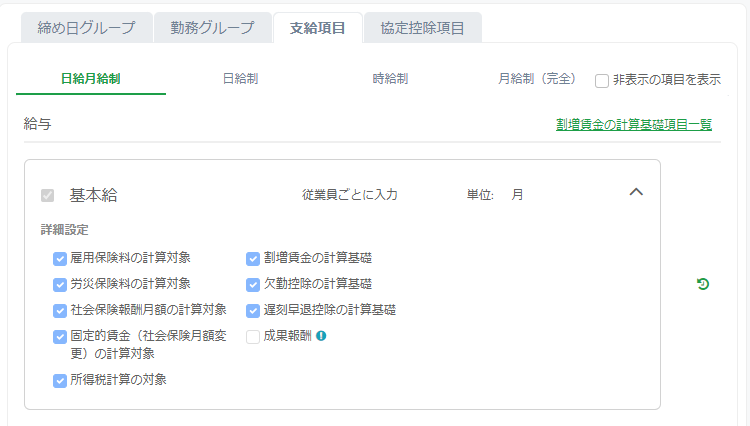 締め日グループ 勤務グループ 支給項目 協定控除項目
日給月給制 日給制 時給制 月給制（完全） 非表示の項目を表示
給与 割増賃金の計算基礎項目一覧
基本給 従業員ごとに入力 単位: 月
詳細設定
雇用保険料の計算対象 割増賃金の計算基礎
労災保険料の計算対象 欠勤控除の計算基礎
社会保険報酬月額の計算対象 遅刻早退控除の計算基礎
固定的賃金（社会保険月額変 成果報酬
更）の計算対象
所得税計算の対象